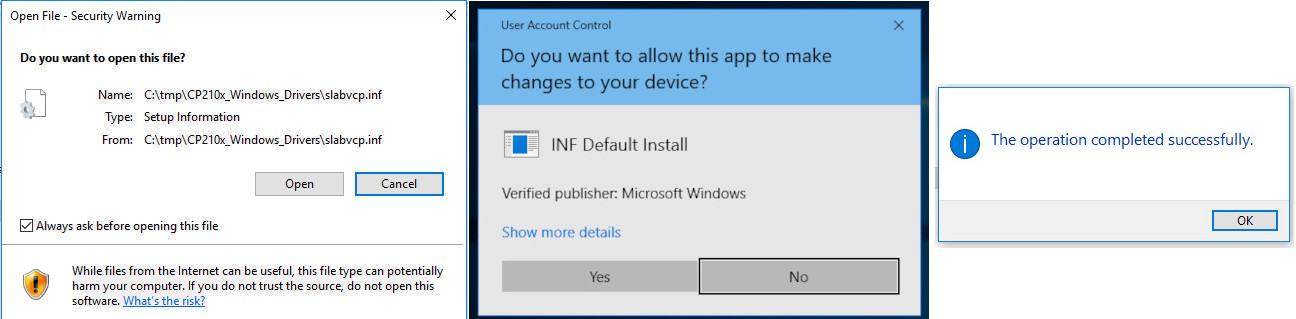 Open File - Security Warning
Do you want to open this file?
Name: C:\tmp\CP210x_Windows_Drivers\slabvcp.inf
Type: Setup Information
From: C:\tmp\CP210x_Windows_Drivers\slabvcp.inf
Open Cancel
Always ask before opening this file
While files from the Internet can be useful, this file type can potentially
harm your computer. If you do not trust the source, do not open this
software. What's the risk?
User Account Control
Do you want to allow this app to make
changes to your device?
INF Default Install
Verified publisher: Microsoft Windows
Show more details
Yes No
The operation completed successfully.
OK